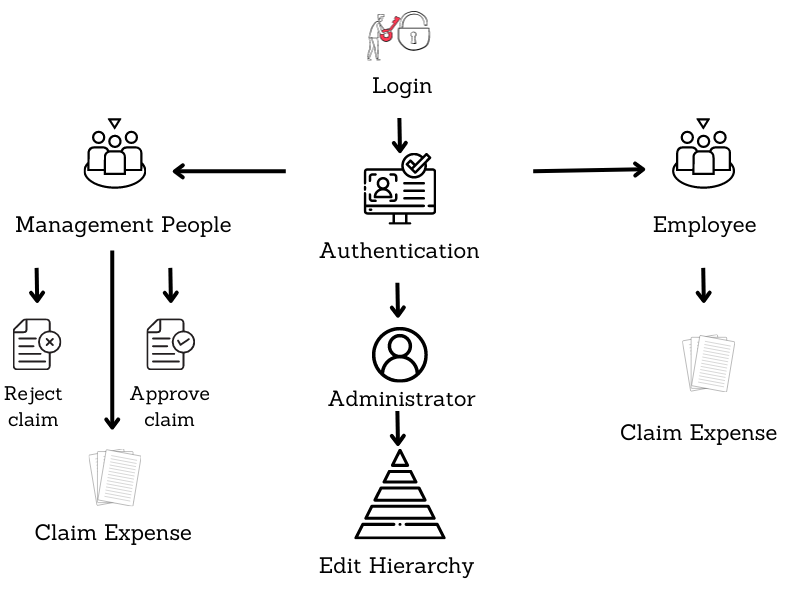 Login
Management People
Employee
Authentication
Reject
claim
Approve
claim
Administrator
Claim Expense
Claim Expense
Edit Hierarchy